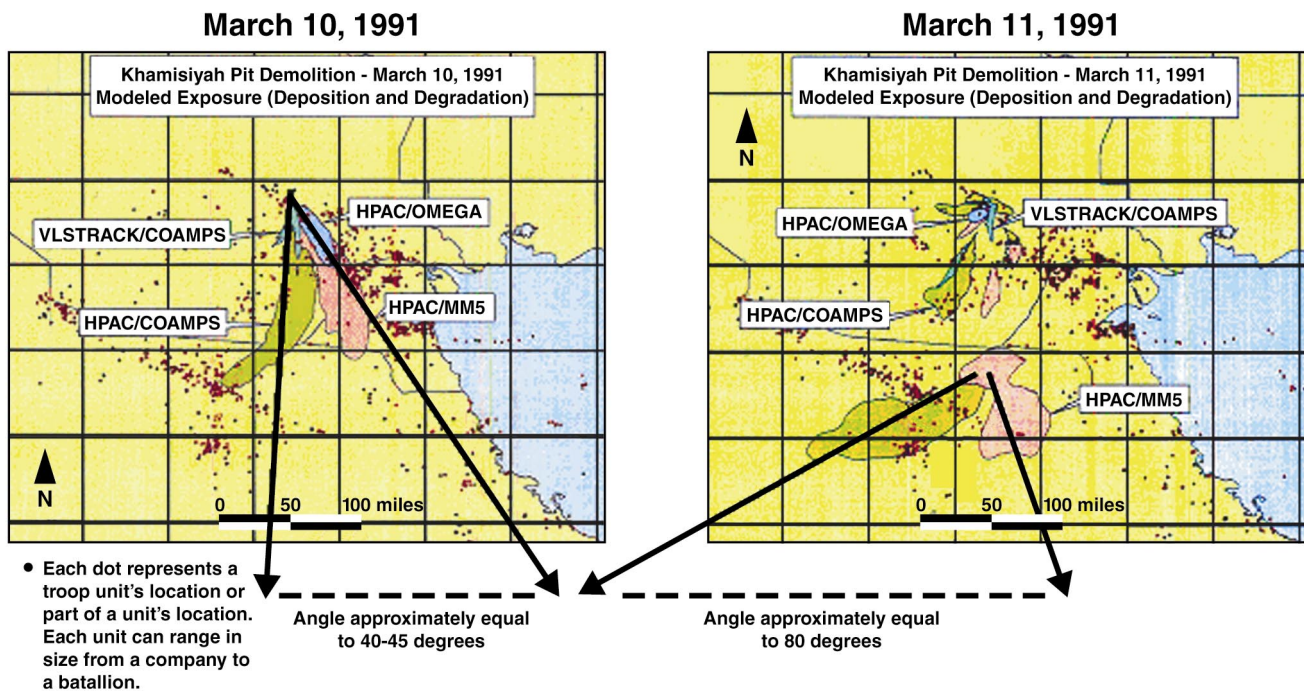 March 10, 1991
Khamisiyah Pit Demolition - March 10, 1991
Modeled Exposure (Deposition and Degradation)
HPAC/OMEGA
VLSTRACK/COAMPS
HPAC/MM5
HPAC/COAMPS
N
0 50 100 miles
• Each dot represents a
troop unit's location or
part of a unit's location.
Each unit can range in
size from a company to
a batallion.
Angle approximately equal
to 40-45 degrees
March 11, 1991
Khamisiyah Pit Demolition - March 11, 1991
Modeled Exposure (Deposition and Degradation)
N
HPAC/OMEGA
VLSTRACK/COAMPS
HPAC/COAMPS
HPAC/MM5
0 50 100 miles
Angle approximately equal
to 80 degrees